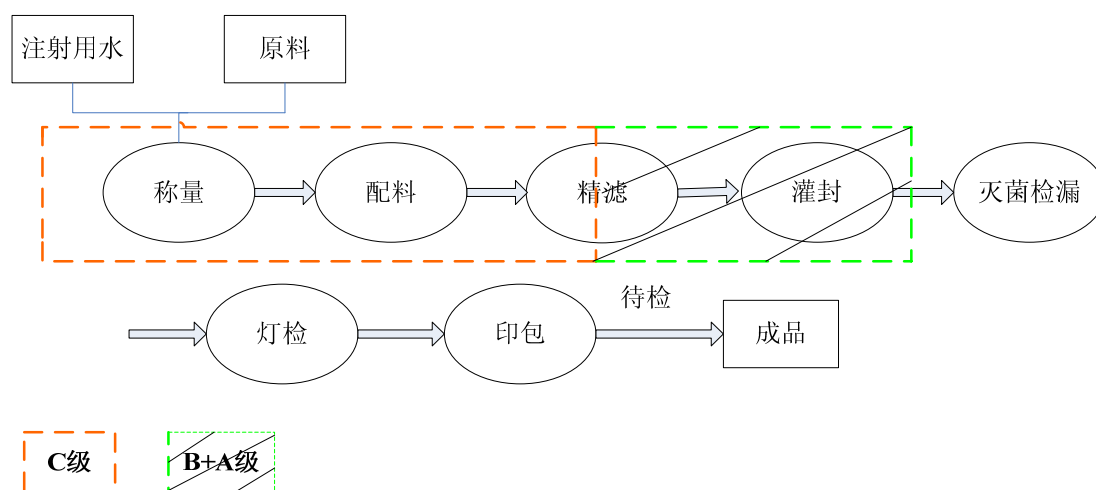 注射用水
原料
称量
配料
精滤
灌封
灭菌检漏
灯检
印包
待检
成品
C级
B+A级